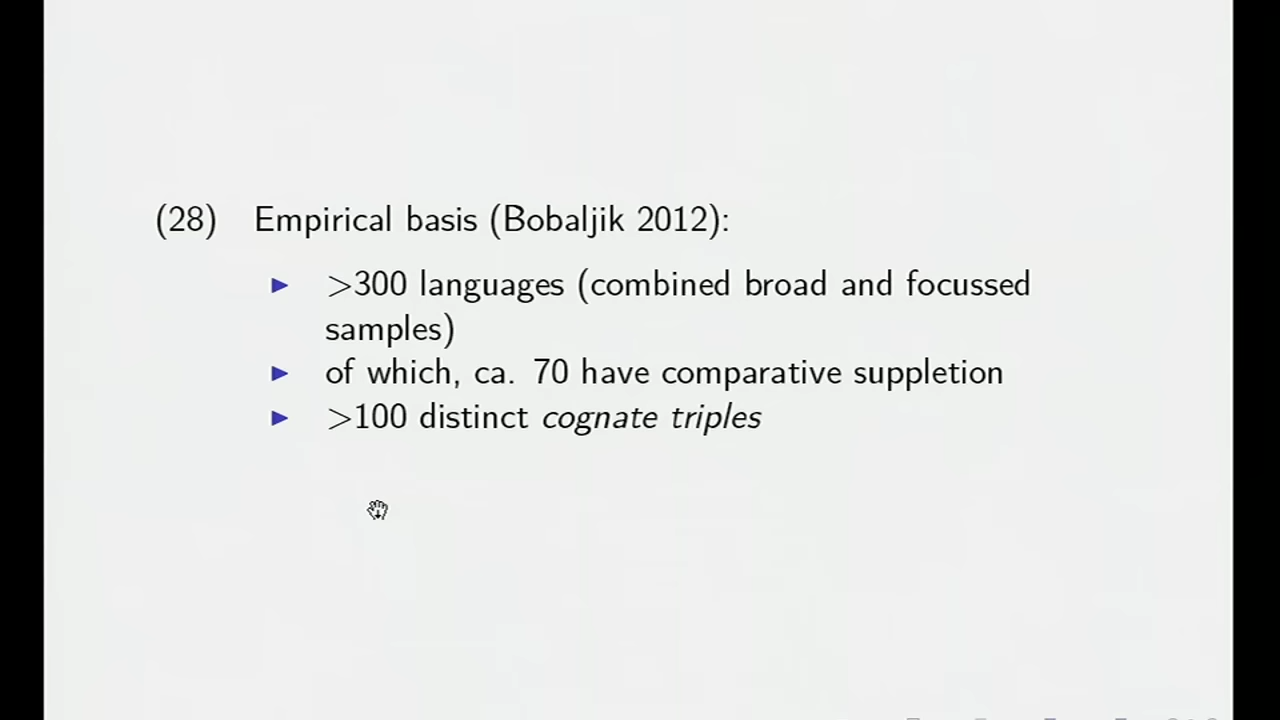 (28) Empirical basis (Bobaljik 2012):
▶ >300 languages (combined broad and focussed
samples)
▶ of which, ca. 70 have comparative suppletion
▶ >100 distinct cognate triples